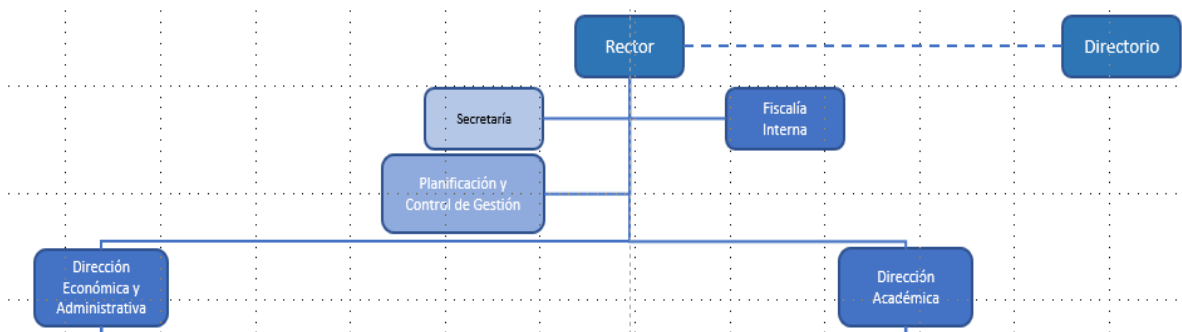 Rector
Directorio
Secretaría
Fiscalía
Interna
Planificación y
Control de Gestión
Dirección
Económica y
Administrativa
Dirección
Académica